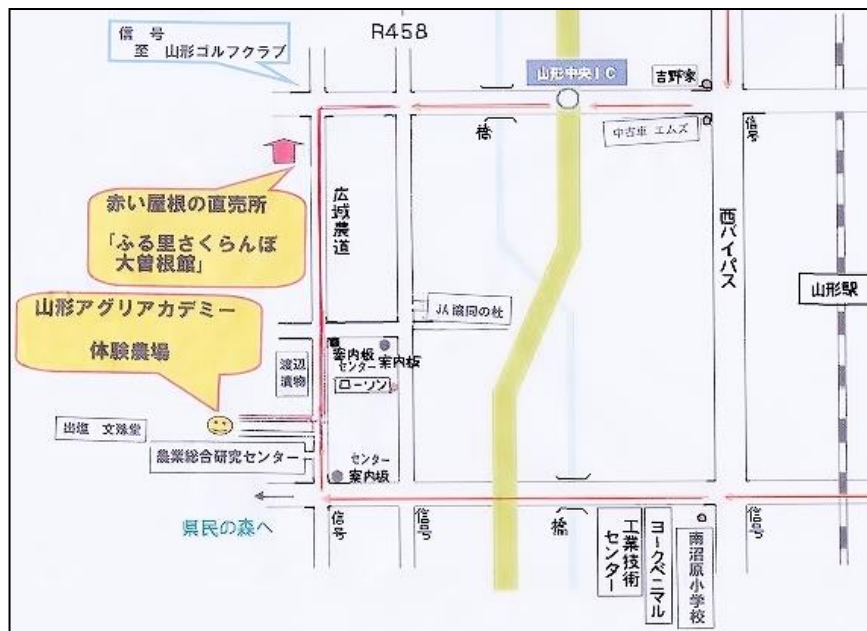 信 号
至 山形ゴルフクラブ
R458
山形中央IC
吉野家
橋
中古車 エムズ
信号
赤い屋根の直売所
「ふる里さくらんぼ
大曽根館」
広域農道
西バイパス
山形駅
山形アグリアカデミー
体験農場
JA協同の杜
案内板
センター
案内板
渡辺
漬物
ローソン
出塩 文殊堂
農業総合研究センター
センター
案内板
県民の森へ
信号
信号
橋
工業技術
センター
ヨークベニマル
南沼原小学校
信号